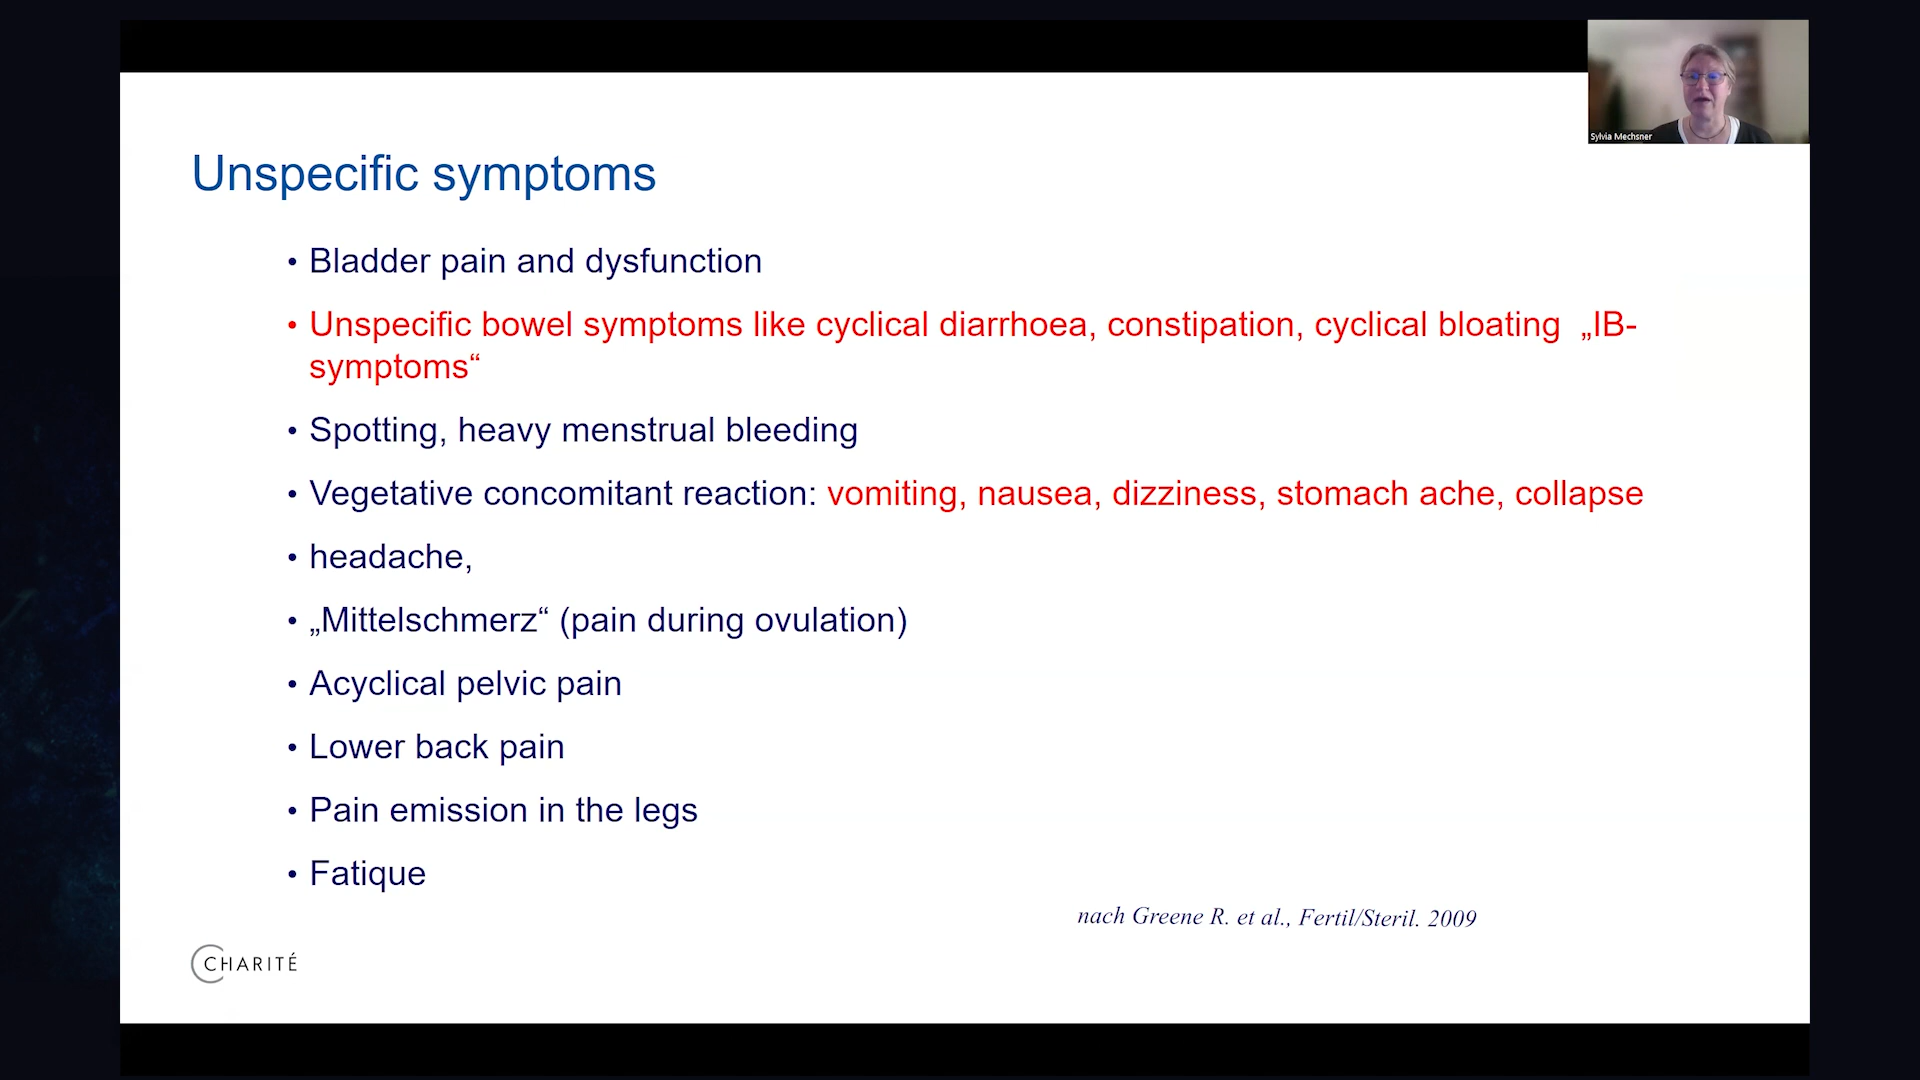 Sylvia Mechsner
Unspecific symptoms
• Bladder pain and dysfunction
• Unspecific bowel symptoms like cyclical diarrhoea, constipation, cyclical bloating „IB-
symptoms“
• Spotting, heavy menstrual bleeding
• Vegetative concomitant reaction: vomiting, nausea, dizziness, stomach ache, collapse
• headache,
• „Mittelschmerz“ (pain during ovulation)
• Acyclical pelvic pain
• Lower back pain
• Pain emission in the legs
• Fatique
nach Greene R. et al., Fertil/Steril. 2009
CHARITÉ